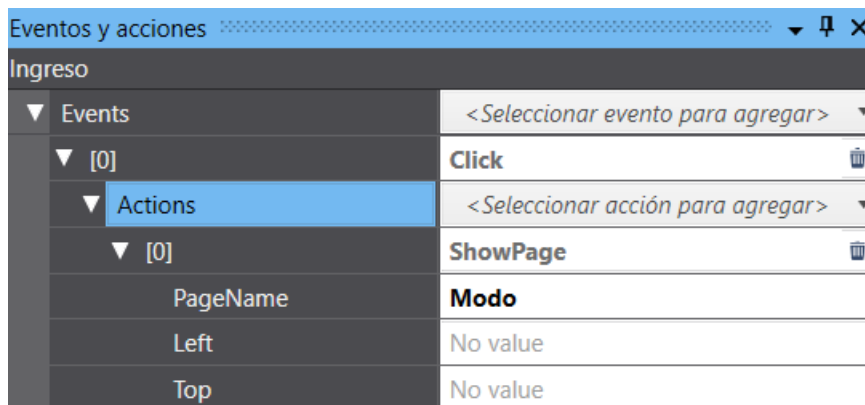 Eventos y acciones
Ingreso
Events <Seleccionar evento para agregar>
[0] Click
Actions <Seleccionar acción para agregar>
[0] ShowPage
PageName Modo
Left No value
Top No value